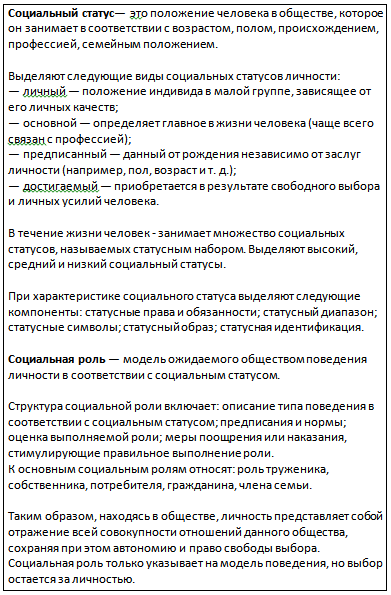 Социальный статус— это положение человека в обществе, которое
он занимает в соответствии с возрастом, полом, происхождением,
профессией, семейным положением.
Выделяют следующие виды социальных статусов личности:
— личный — положение индивида в малой группе, зависящее от
его личных качеств;
— основной — определяет главное в жизни человека (чаще всего
связан с профессией);
— предписанный — данный от рождения независимо от заслуг
личности (например, пол, возраст и т. д.);
— достигаемый — приобретается в результате свободного выбора
и личных усилий человека.
В течение жизни человек - занимает множество социальных
статусов, называемых статусным набором. Выделяют высокий,
средний и низкий социальный статусы.
При характеристике социального статуса выделяют следующие
компоненты: статусные права и обязанности; статусный диапазон;
статусные символы; статусный образ; статусная идентификация.
Социальная роль — модель ожидаемого обществом поведения
личности в соответствии с социальным статусом.
Структура социальной роли включает: описание типа поведения в
соответствии с социальным статусом; предписания и нормы;
оценка выполняемой роли; меры поощрения или наказания,
стимулирующие правильное выполнение роли.
К основным социальным ролям относят: роль труженика,
собственника, потребителя, гражданина, члена семьи.
Таким образом, находясь в обществе, личность представляет собой
отражение всей совокупности отношений данного общества,
сохраняя при этом автономию и право свободы выбора.
Социальная роль только указывает на модель поведения, но выбор
остается за личностью.